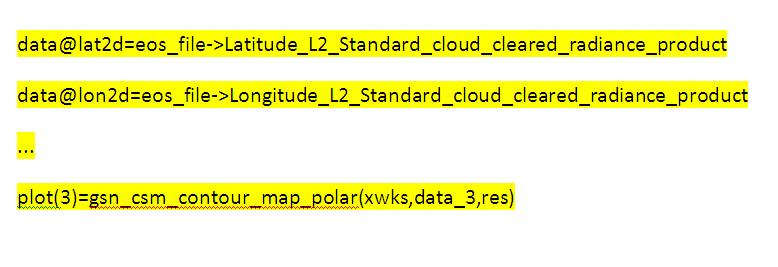 data@lat2d=eos_file->Latitude_L2_Standard_cloud_cleared_radiance_product
data@lon2d=eos_file->Longitude_L2_Standard_cloud_cleared_radiance_product
...
plot(3)=gsn_csm_contour_map_polar(xwks,data_3,res)